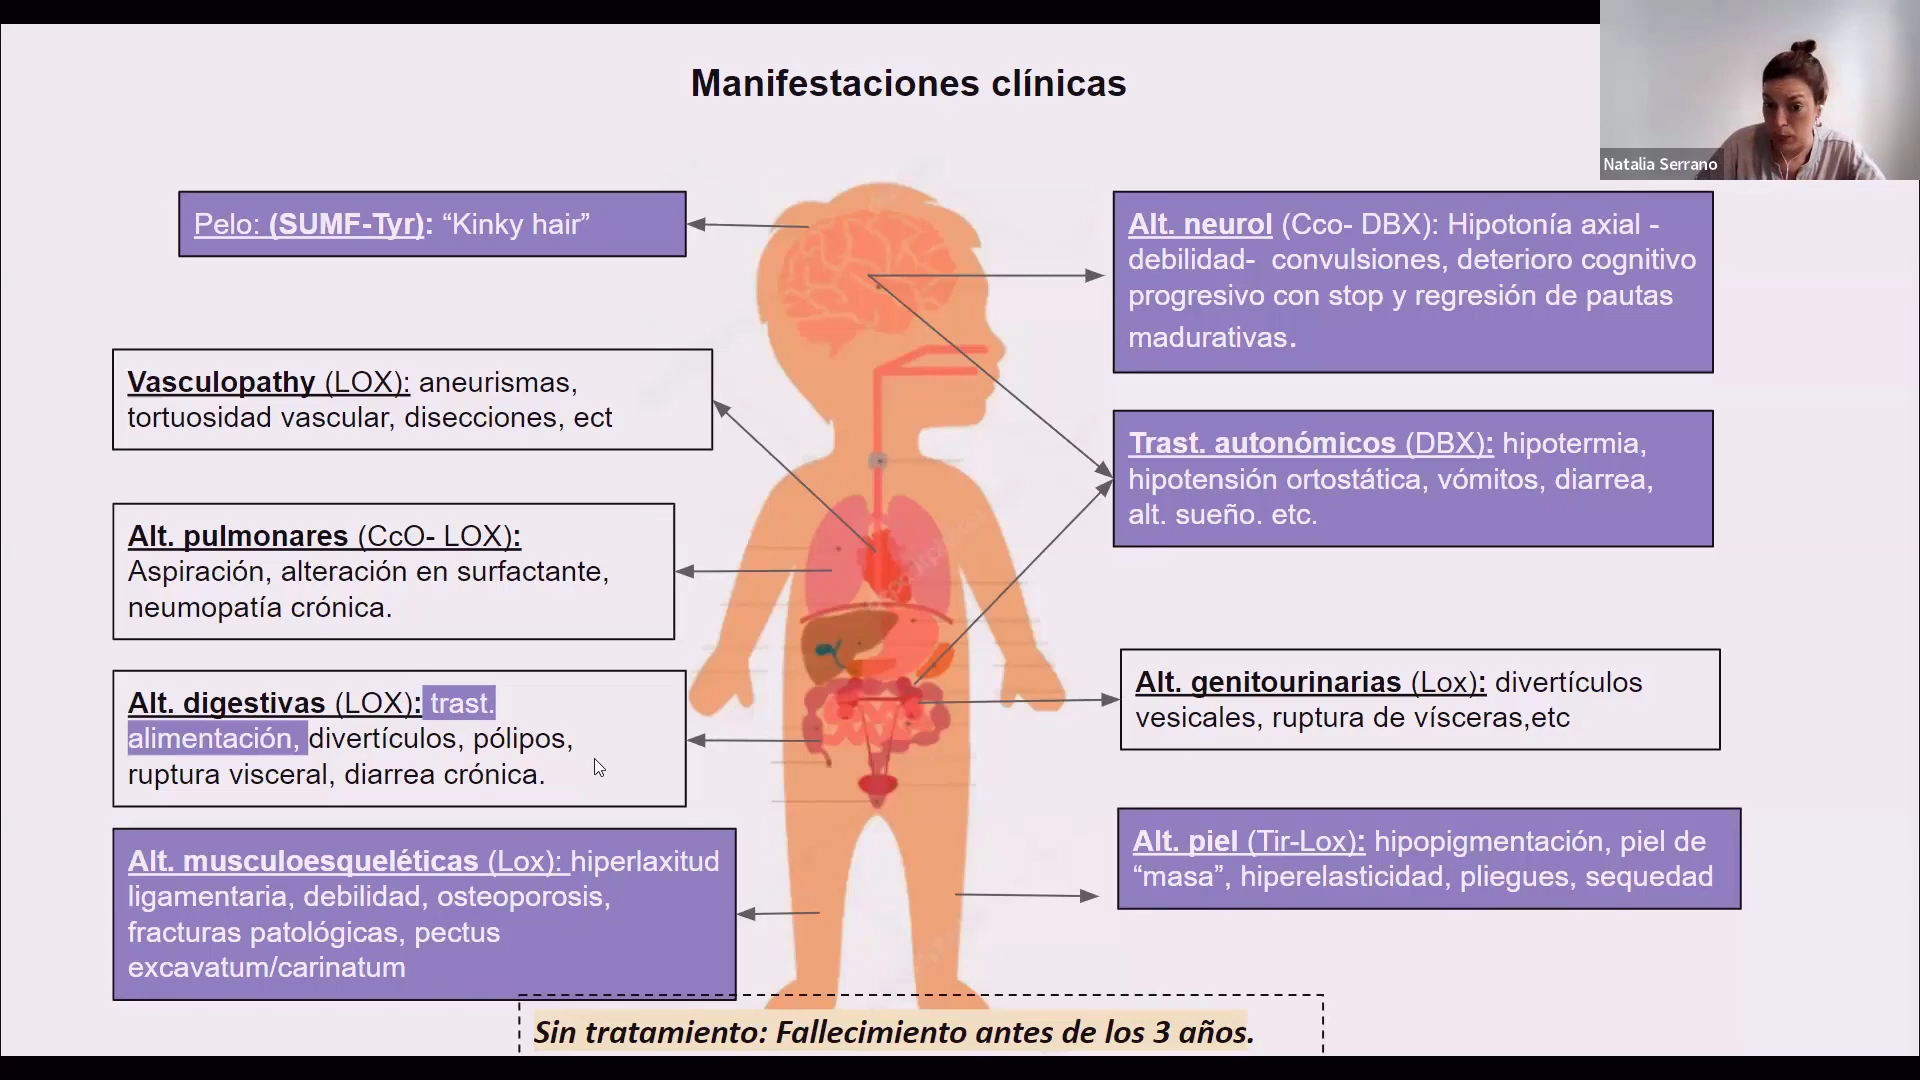 Manifestaciones clínicas
Natalia Serrano
Pelo: (SUMF-Tyr): “Kinky hair”
Vasculopathy (LOX): aneurismas,
tortuosidad vascular, disecciones, ect
Alt. pulmonares (CcO- LOX):
Aspiración, alteración en surfactante,
neumopatía crónica.
Alt. digestivas (LOX): trast.
alimentación, divertículos, pólipos,
ruptura visceral, diarrea crónica.
Alt. musculoesqueléticas (Lox): hiperlaxitud
ligamentaria, debilidad, osteoporosis,
fracturas patológicas, pectus
excavatum/carinatum
Alt. neurol (Cco- DBX): Hipotonía axial -
debilidad- convulsiones, deterioro cognitivo
progresivo con stop y regresión de pautas
madurativas.
Trast. autonómicos (DBX): hipotermia,
hipotensión ortostática, vómitos, diarrea,
alt. sueño. etc.
Alt. genitourinarias (Lox): divertículos
vesicales, ruptura de vísceras,etc
Alt. piel (Tir-Lox): hipopigmentación, piel de
“masa”, hiperelasticidad, pliegues, sequedad
Sin tratamiento: Fallecimiento antes de los 3 años.